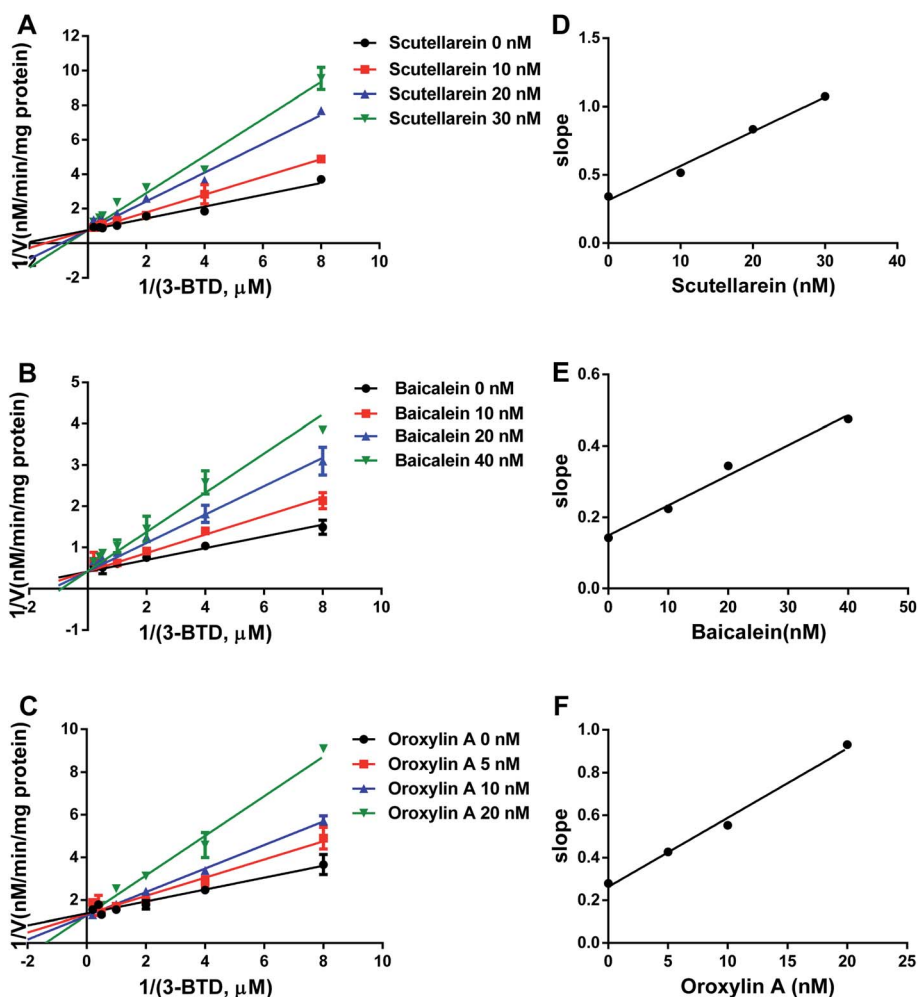 A
1/V(nM/min/mg protein)
12
10
8
6
4
2
-2
-2
0
2
4
6
8
10
1/(3-BTD, μM)
Scutellarein 0 nM
Scutellarein 10 nM
Scutellarein 20 nM
Scutellarein 30 nM
D
slope
1.5
1.0
0.5
0.0
0
10
20
30
40
Scutellarein (nM)
B
1/V(nM/min/mg protein)
5
4
3
2
1
-1
-2
0
2
4
6
8
10
1/(3-BTD, μM)
Baicalein 0 nM
Baicalein 10 nM
Baicalein 20 nM
Baicalein 40 nM
E
slope
0.6
0.4
0.2
0.0
0
10
20
30
40
50
Baicalein(nM)
C
1/V(nM/min/mg protein)
10
8
6
4
2
-2
0
2
4
6
8
10
1/(3-BTD, μM)
Oroxylin A 0 nM
Oroxylin A 5 nM
Oroxylin A 10 nM
Oroxylin A 20 nM
F
slope
1.0
0.8
0.6
0.4
0.2
0.0
0
5
10
15
20
25
Oroxylin A (nM)